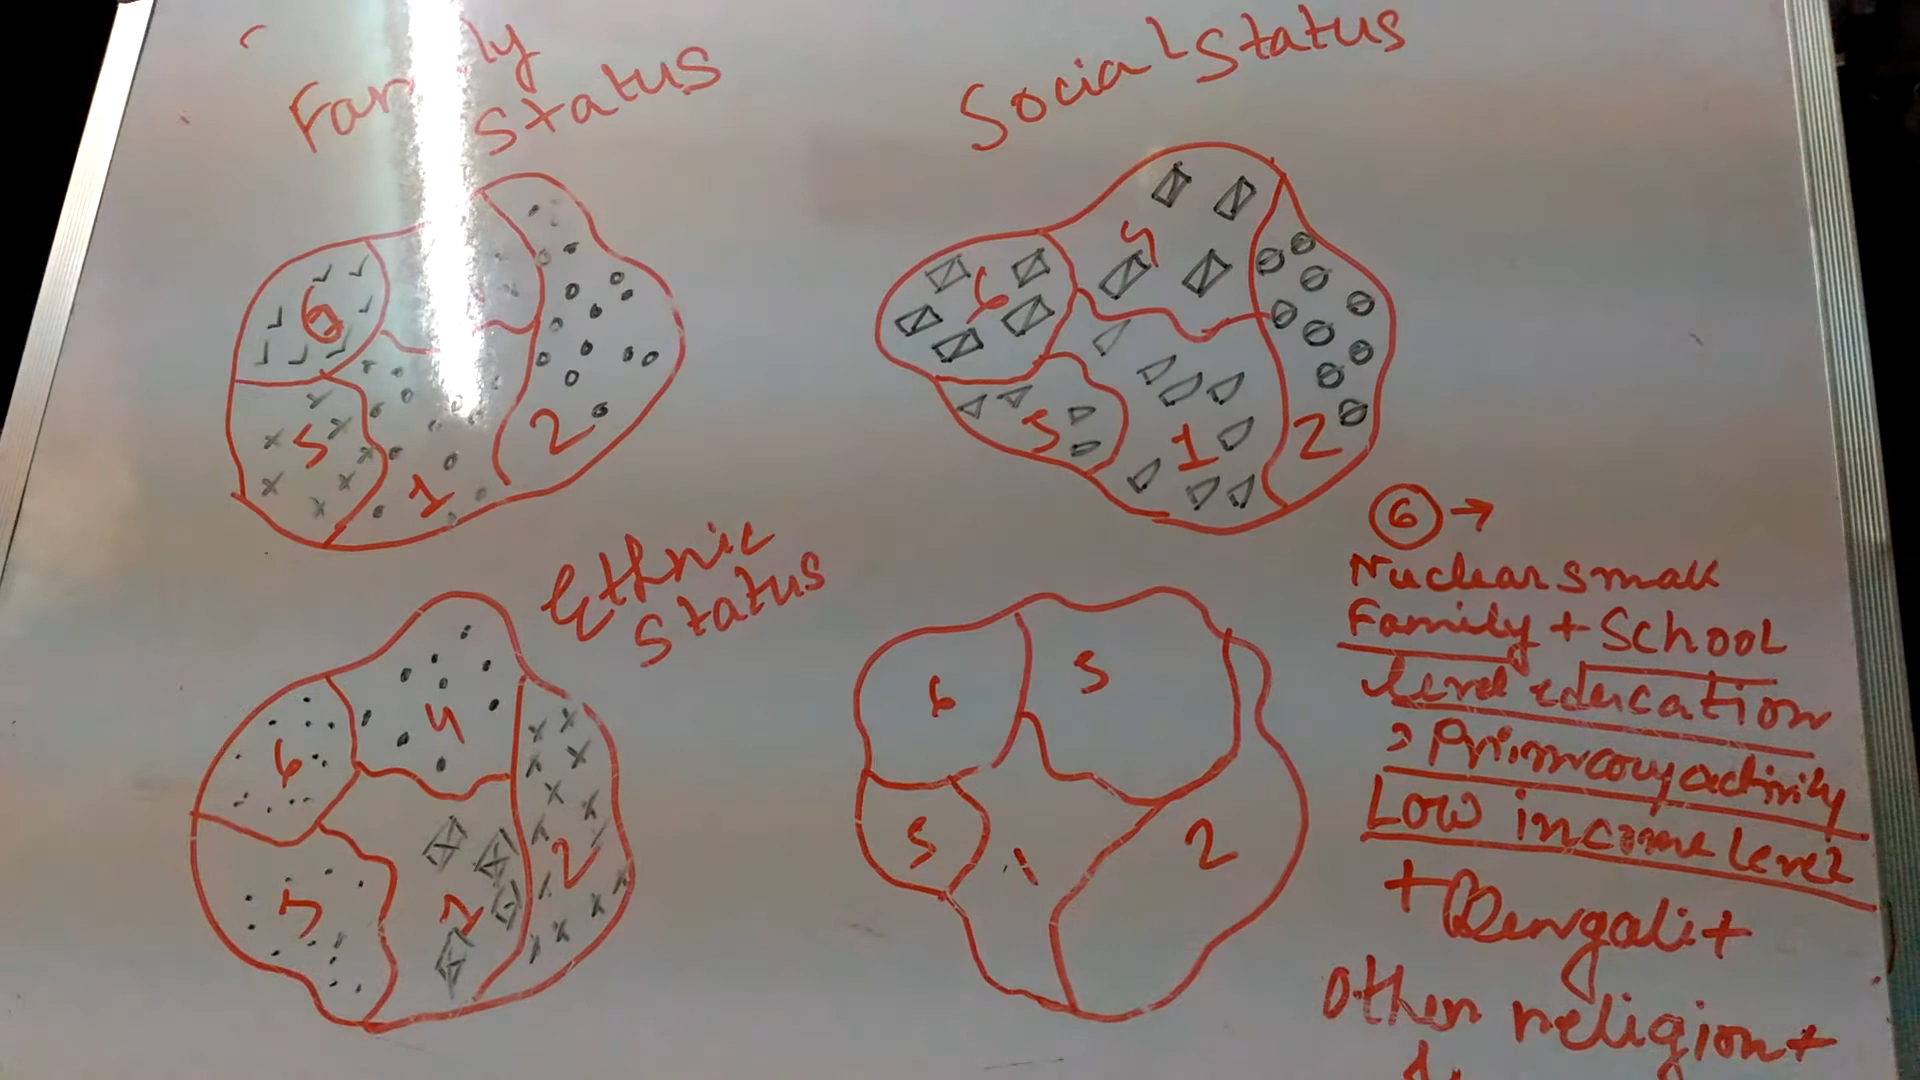 Family
Status
Social Status
6
5
1
2
6
4
5
1
2
Ethnic
Status
6
4
5
1
2
6
5
5
1
2
6 →
Nuclear small
Family + School
level education
, Primary activity
Low income level
+ Bengali +
Other religion +